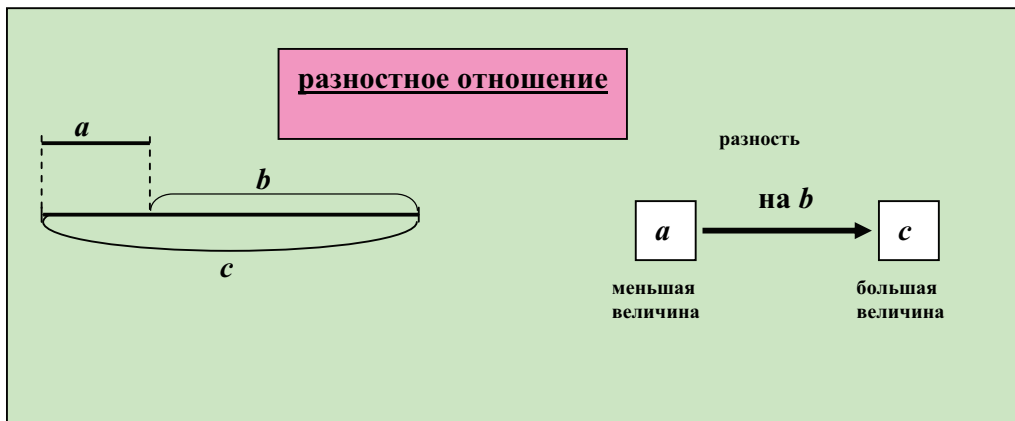 разностное отношение
a
b
c
разность
на b
a
c
меньшая
величина
большая
величина